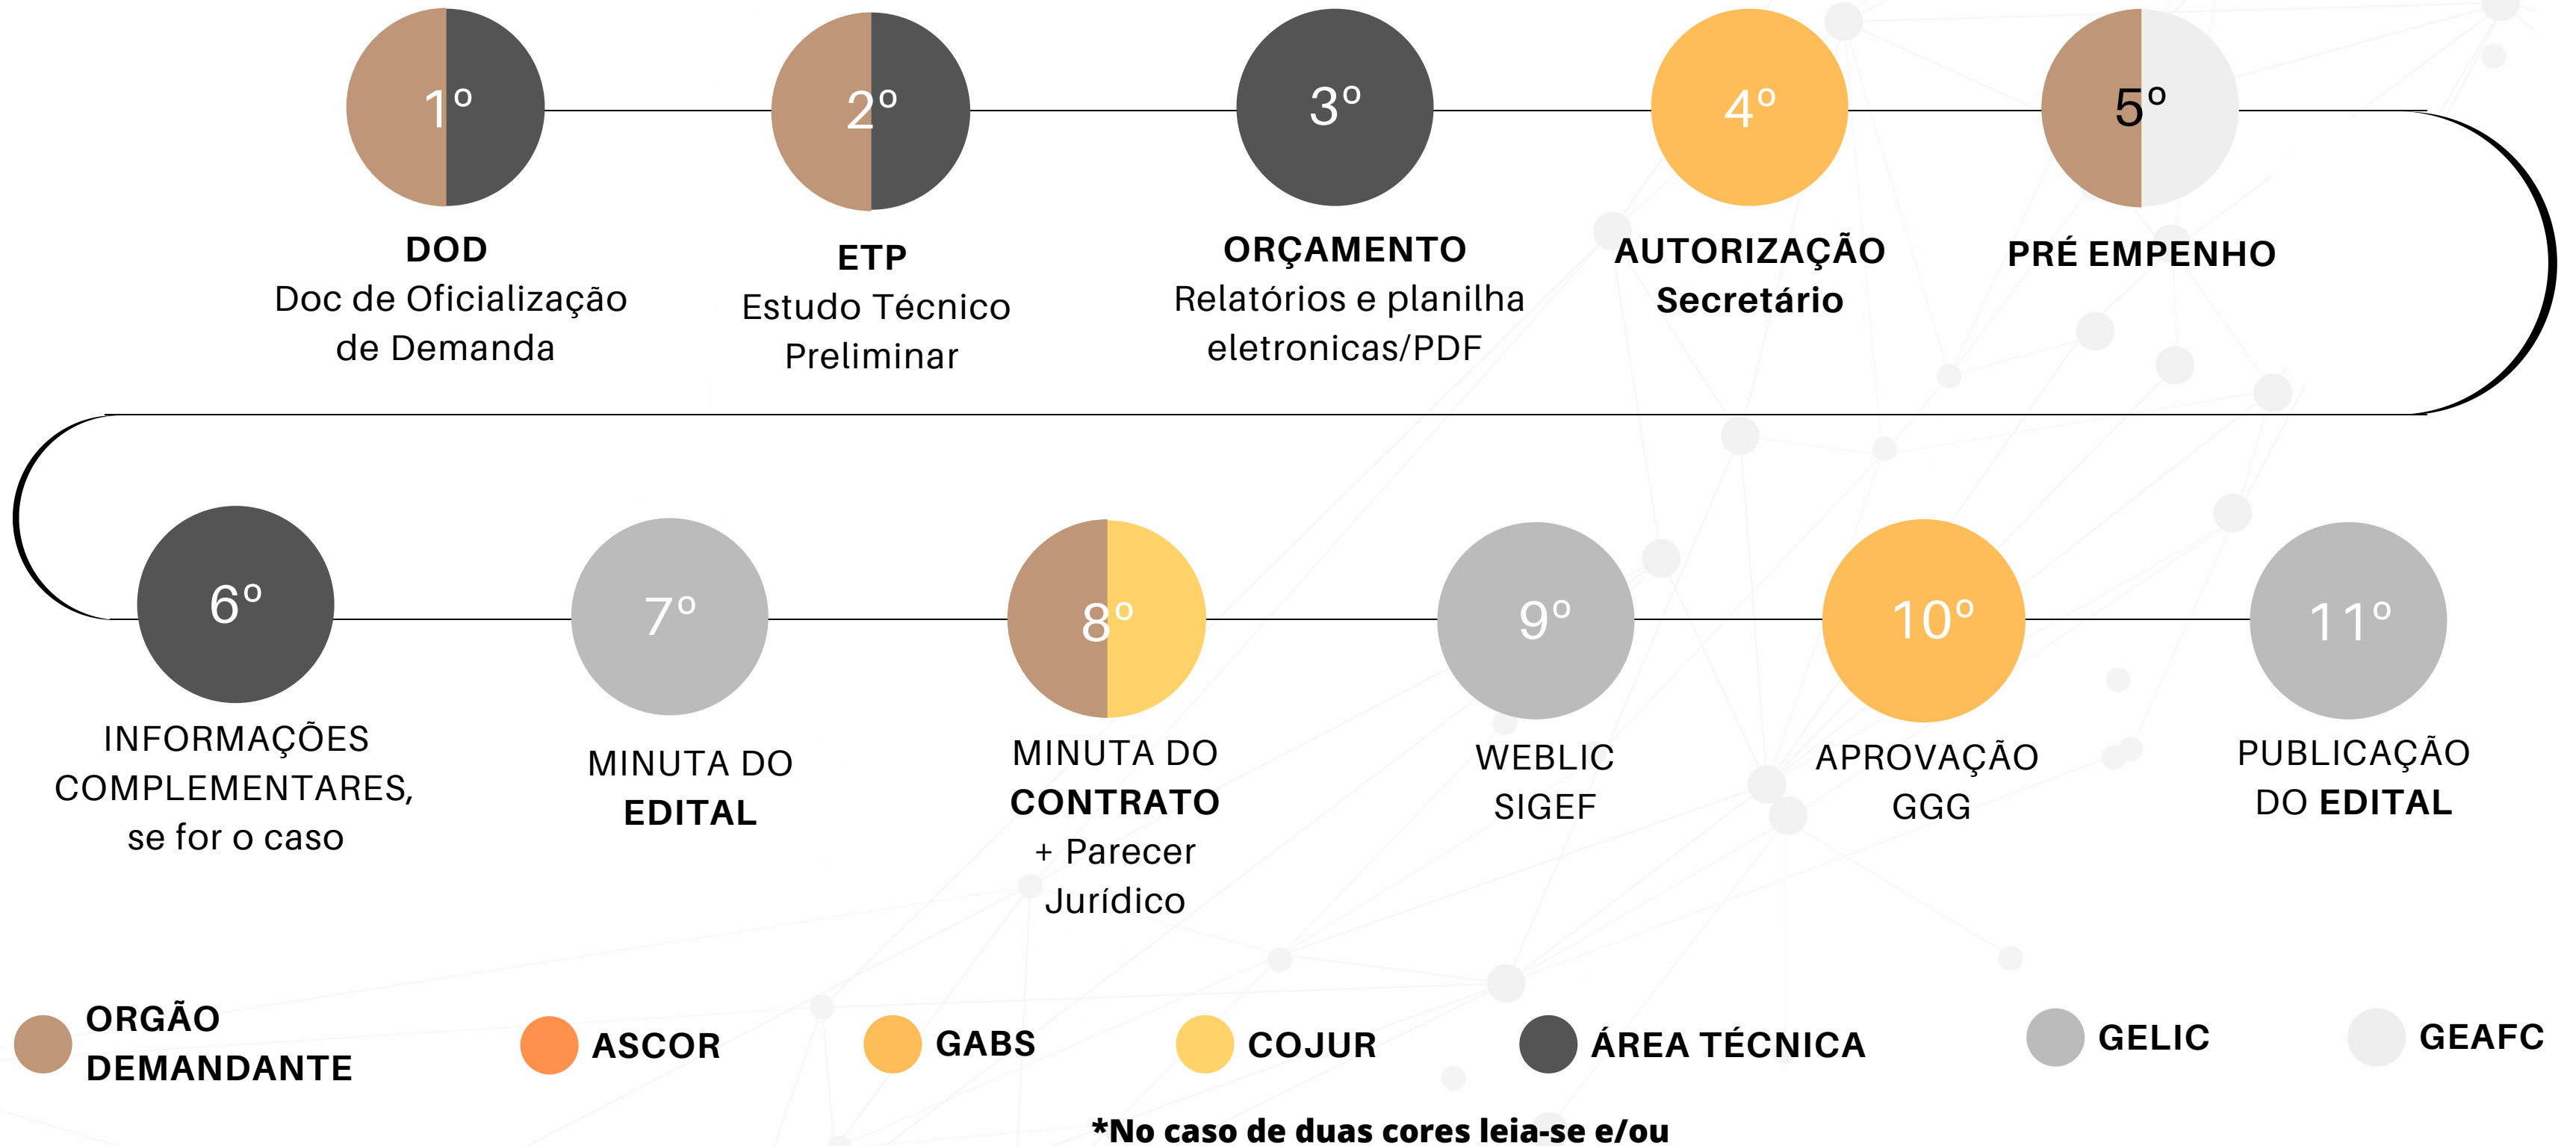 1º
2º
3º
4º
5º
DOD
Doc de Oficialização
de Demanda
ETP
Estudo Técnico
Preliminar
ORÇAMENTO
Relatórios e planilha
eletronicas/PDF
AUTORIZAÇÃO
Secretário
PRÉ EMPENHO
6º
7º
8º
9º
10º
11º
INFORMAÇÕES
COMPLEMENTARES,
se for o caso
MINUTA DO
EDITAL
MINUTA DO
CONTRATO
+ Parecer
Jurídico
WEBLIC
SIGEF
APROVAÇÃO
GGG
PUBLICAÇÃO
DO EDITAL
ORGÃO
DEMANDANTE
ASCOR
GABS
COJUR
ÁREA TÉCNICA
GELIC
GEAFC
*No caso de duas cores leia-se e/ou